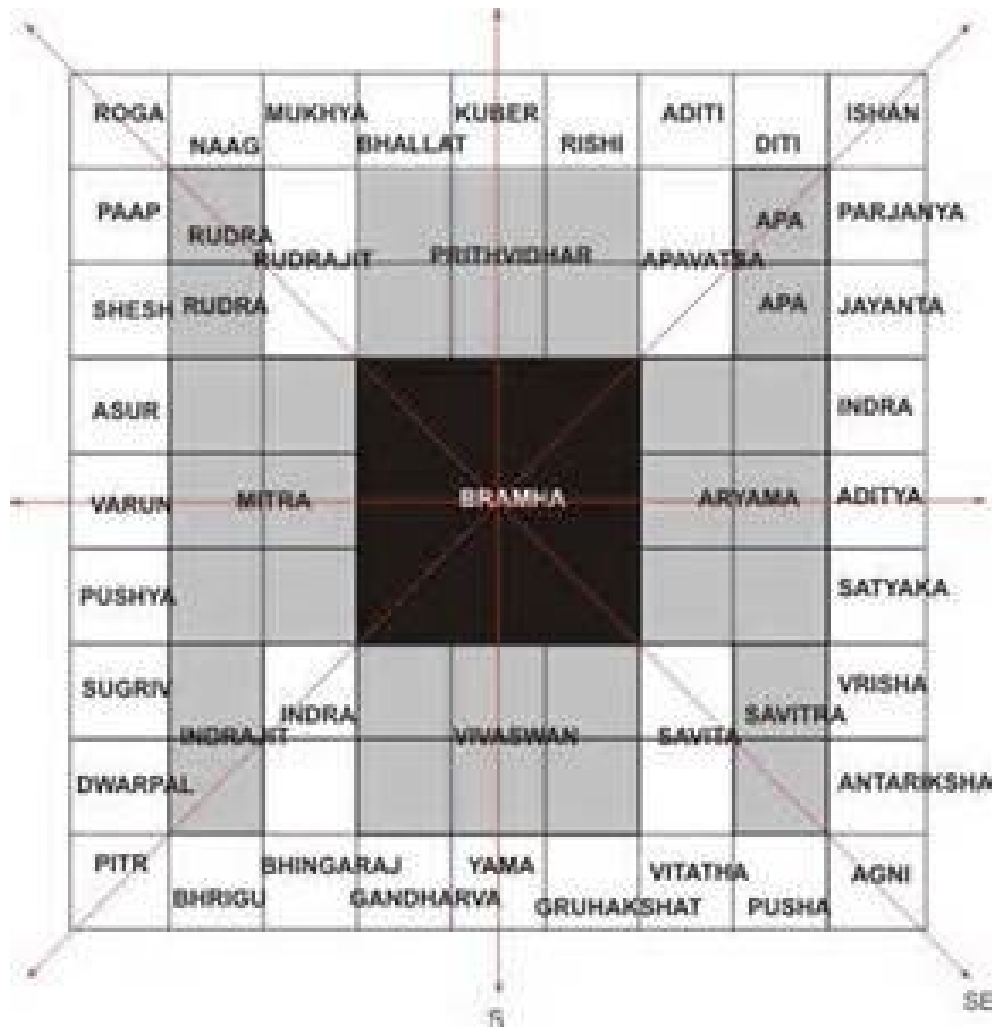 ROGA MUKHYA KUBER ADITI ISHAN
NAAG BHALLAT RISHI DITI
PAAP RUDRA APA PARJANYA
RUDRAJIT PRITHVIDHAR APAVATSA
SHESH RUDRA APA JAYANTA
ASUR INDRA
VARUN MITRA BRAMHA ARYAMA ADITYA
PUSHYA SATYAKA
SUGRIV VRISHA
INDRA SAVITRA
INDRAJIT VIVASWAN SAVITA
DWARPAL ANTARIKSHA
PITR BHINGARAJ YAMA VITATHA AGNI
BHRIGU GANDHARVA GRUHAKSHAT PUSHA
S SE